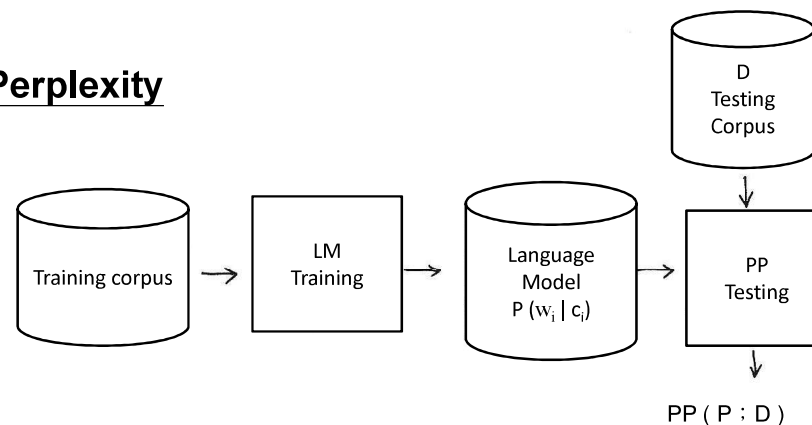 Perplexity
D
Testing
Corpus
Training corpus
LM
Training
Language
Model
P (wᵢ | cᵢ)
PP
Testing
PP ( P ; D )